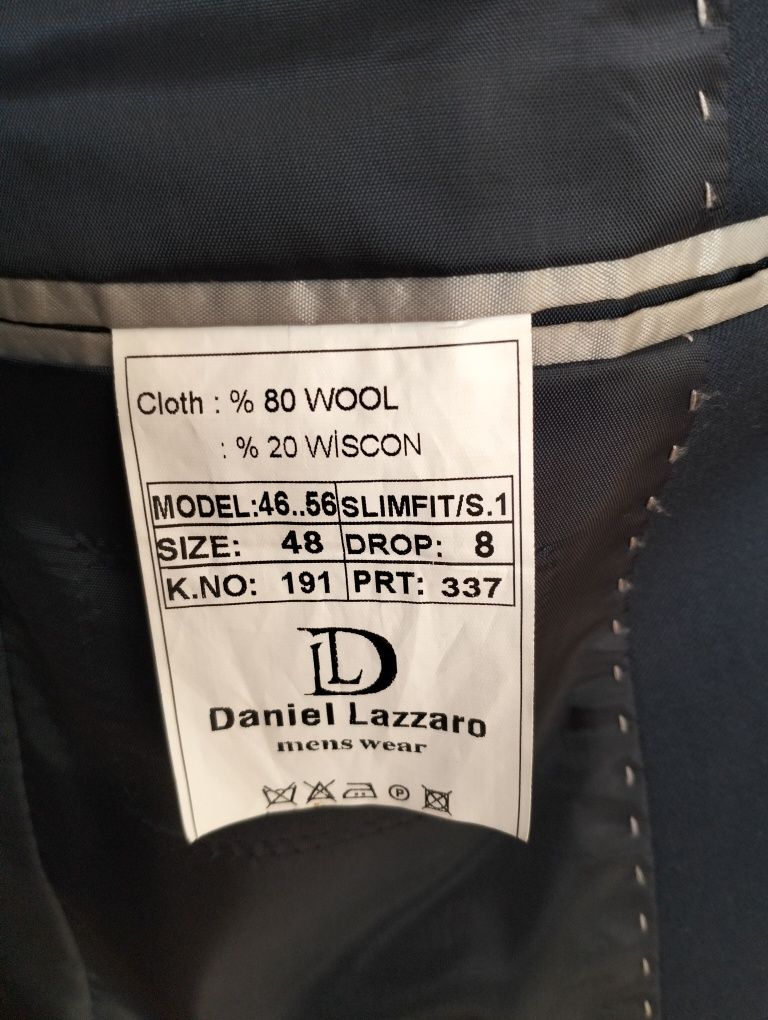 Cloth : % 80 WOOL
: % 20 WİSCON
MODEL:46..56 SLIMFIT/S.1
SIZE: 48 DROP: 8
K.NO: 191 PRT: 337
DL
Daniel Lazzaro
mens wear
P